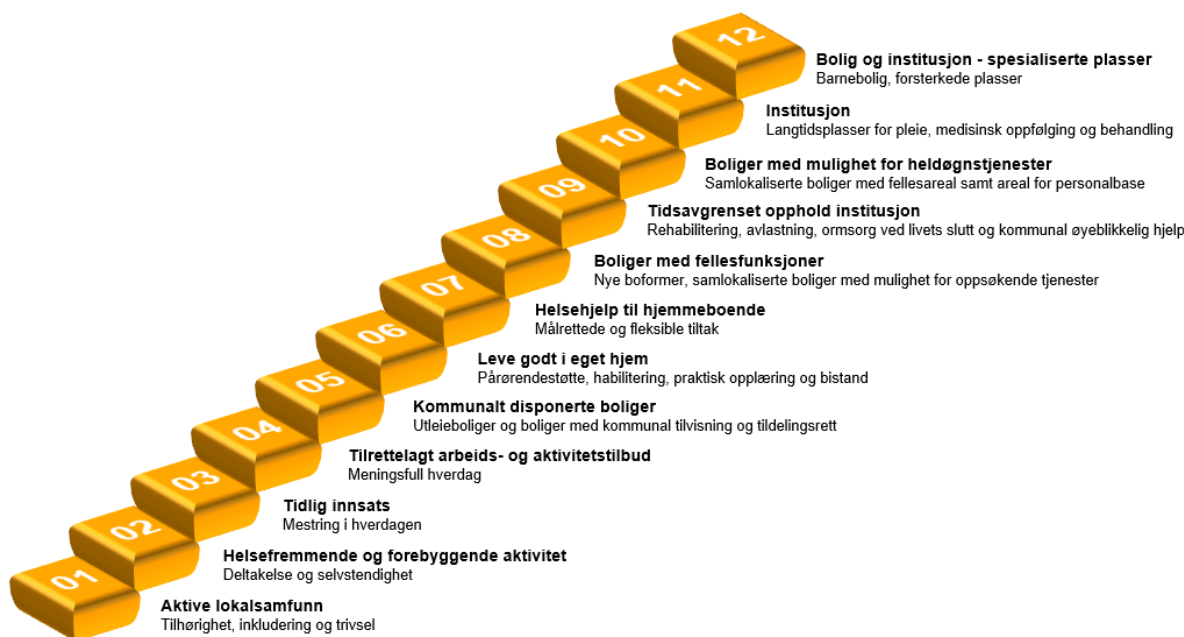 12
Bolig og institusjon - spesialiserte plasser
Barnebolig, forsterkede plasser
11
Institusjon
Langtidsplasser for pleie, medisinsk oppfølging og behandling
10
Boliger med mulighet for heldøgnstjenester
Samlokaliserte boliger med fellesareal samt areal for personalbase
09
Tidsavgrenset opphold institusjon
Rehabilitering, avlastning, ormsorg ved livets slutt og kommunal øyeblikkelig hjelp
08
Boliger med fellesfunksjoner
Nye boformer, samlokaliserte boliger med mulighet for oppsøkende tjenester
07
Helsehjelp til hjemmeboende
Målrettede og fleksible tiltak
06
Leve godt i eget hjem
Pårørendestøtte, habilitering, praktisk opplæring og bistand
05
Kommunalt disponerte boliger
Utleieboliger og boliger med kommunal tilvisning og tildelingsrett
04
Tilrettelagt arbeids- og aktivitetstilbud
Meningsfull hverdag
03
Tidlig innsats
Mestring i hverdagen
02
Helsefremmende og forebyggende aktivitet
Deltakelse og selvstendighet
01
Aktive lokalsamfunn
Tilhørighet, inkludering og trivsel